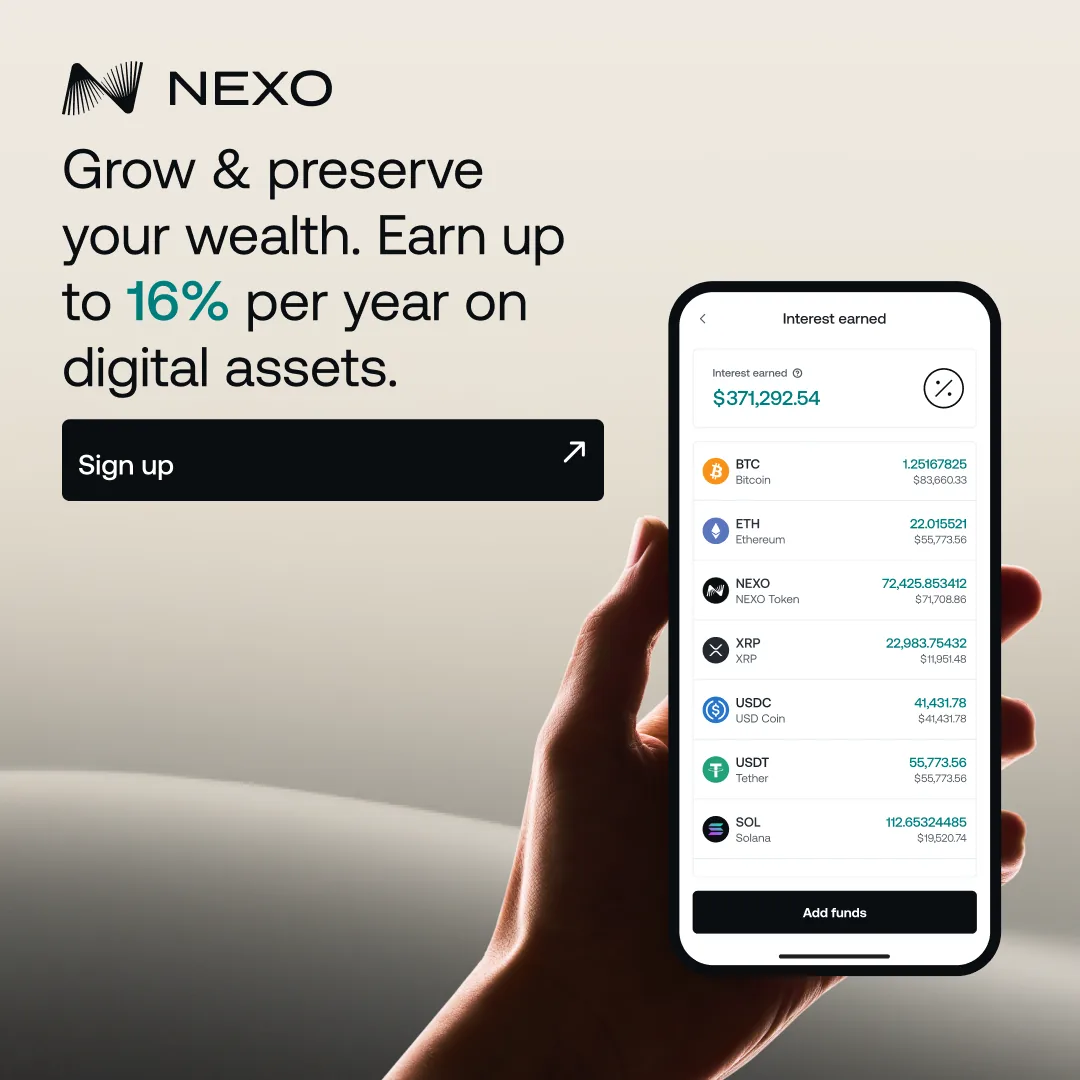 NEXO
Grow & preserve
your wealth. Earn up
to 16% per year on
digital assets.
Sign up
Interest earned
Interest earned
$371,292.54
BTC 1.25167825
Bitcoin $83,660.33
ETH 22.015521
Ethereum $55,773.56
NEXO 72,425.853412
NEXO Token $71,708.86
XRP 22,983.75432
XRP $11,951.48
USDC 41,431.78
USD Coin $41,431.78
USDT 55,773.56
Tether $55,773.56
SOL 112.65324485
Solana $19,520.74
Add funds